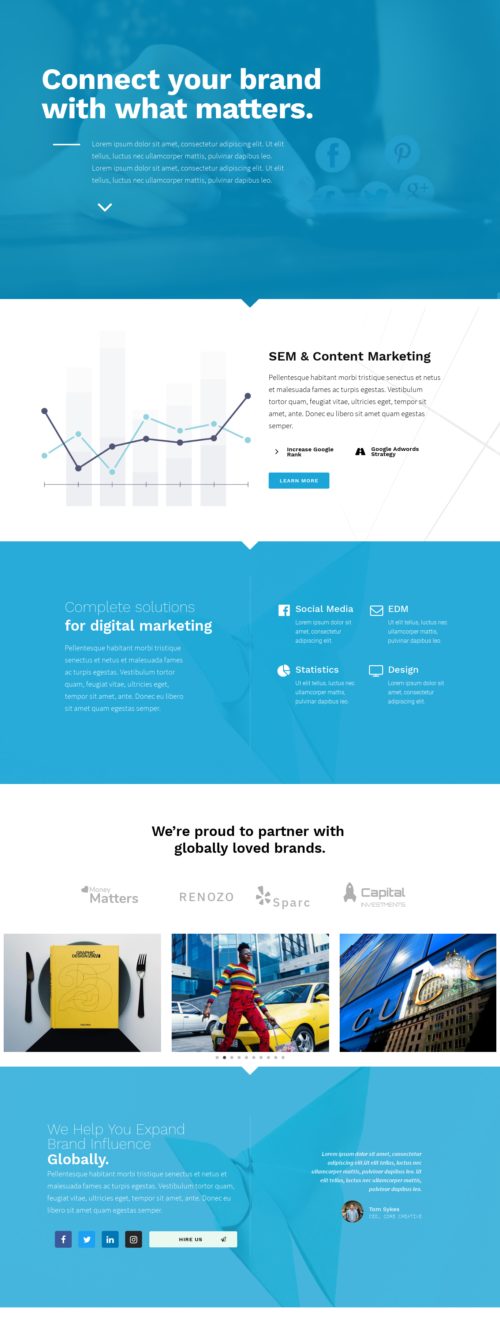 Connect your brand
with what matters.
Lorem ipsum dolor sit amet, consectetur adipiscing elit. Ut elit
tellus, luctus nec ullamcorper mattis, pulvinar dapibus leo.
Lorem ipsum dolor sit amet, consectetur adipiscing elit. Ut elit
tellus, luctus nec ullamcorper mattis, pulvinar dapibus leo.
SEM & Content Marketing
Pellentesque habitant morbi tristique senectus et netus
et malesuada fames ac turpis egestas. Vestibulum
tortor quam, feugiat vitae, ultricies eget, tempor sit
amet, ante. Donec eu libero sit amet quam egestas
semper.
Increase Google
Rank
Google Adwords
Strategy
LEARN MORE
Complete solutions
for digital marketing
Pellentesque habitant morbi tristique
senectus et netus et malesuada fames
ac turpis egestas. Vestibulum tortor
quam, feugiat vitae, ultricies eget,
tempor sit amet, ante. Donec eu libero
sit amet quam egestas semper.
Social Media
Lorem ipsum dolor sit
amet, consectetur
adipiscing elit.
EDM
Ut elit tellus, luctus nec
ullamcorper mattis,
pulvinar dapibus leo.
Statistics
Ut elit tellus, luctus nec
ullamcorper mattis,
pulvinar dapibus leo.
Design
Lorem ipsum dolor sit
amet, consectetur
adipiscing elit.
We're proud to partner with
globally loved brands.
Money
Matters
RENOZO
Sparc
Capital
INVESTMENTS
GUCC
We Help You Expand
Brand Influence
Globally.
Pellentesque habitant morbi tristique senectus et netus et
malesuada fames ac turpis egestas. Vestibulum tortor quam,
feugiat vitae, ultricies eget, tempor sit amet, ante. Donec eu
libero sit amet quam egestas semper.
HIRE US
Lorem ipsum dolor sit amet, consectetur
adipiscing elit Ut elit tellus, luctus nec
ullamcorper mattis, pulvinar dapibus leo. Ut
elit tellus, luctus nec ullamcorper mattis,
pulvinar dapibus leo.
Tom Sykes
CEO, CORE CREATIVE